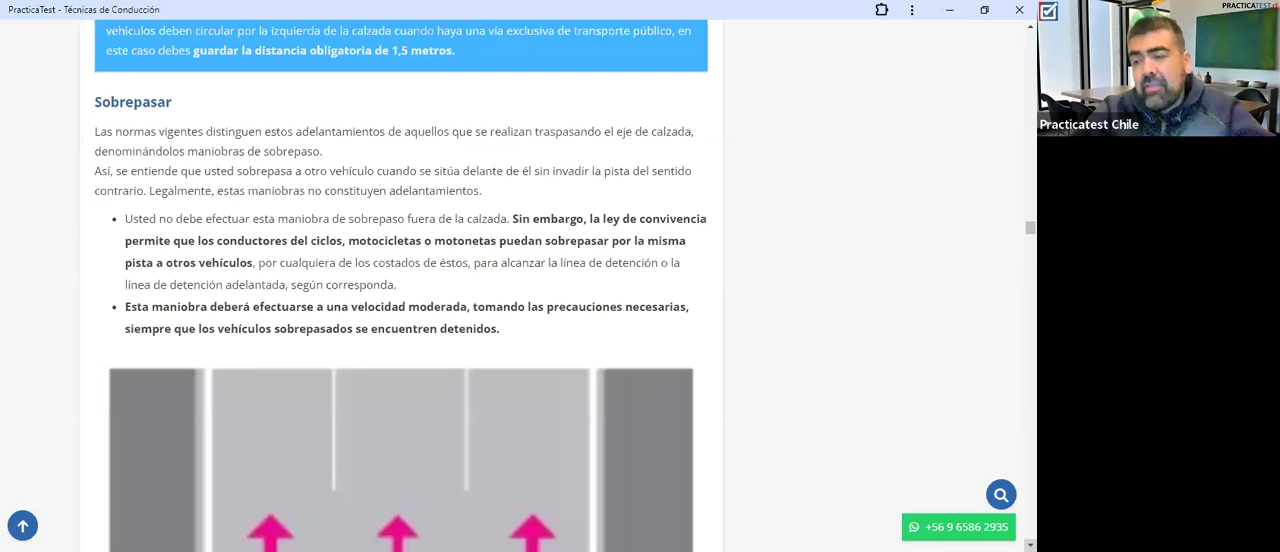 PracticaTest - Técnicas de Conducción
PRACTICATEST.cl
vehículos deben circular por la izquierda de la calzada cuando haya una vía exclusiva de transporte público, en
este caso debes guardar la distancia obligatoria de 1,5 metros.
Sobrepasar
Las normas vigentes distinguen estos adelantamientos de aquellos que se realizan traspasando el eje de calzada,
denominándolos maniobras de sobrepaso.
Así, se entiende que usted sobrepasa a otro vehículo cuando se sitúa delante de él sin invadir la pista del sentido
contrario. Legalmente, estas maniobras no constituyen adelantamientos.
Practicatest Chile
• Usted no debe efectuar esta maniobra de sobrepaso fuera de la calzada. Sin embargo, la ley de convivencia
permite que los conductores del ciclos, motocicletas o motonetas puedan sobrepasar por la misma
pista a otros vehículos, por cualquiera de los costados de éstos, para alcanzar la línea de detención o la
línea de detención adelantada, según corresponda.
• Esta maniobra deberá efectuarse a una velocidad moderada, tomando las precauciones necesarias,
siempre que los vehículos sobrepasados se encuentren detenidos.
+56 9 6586 2935